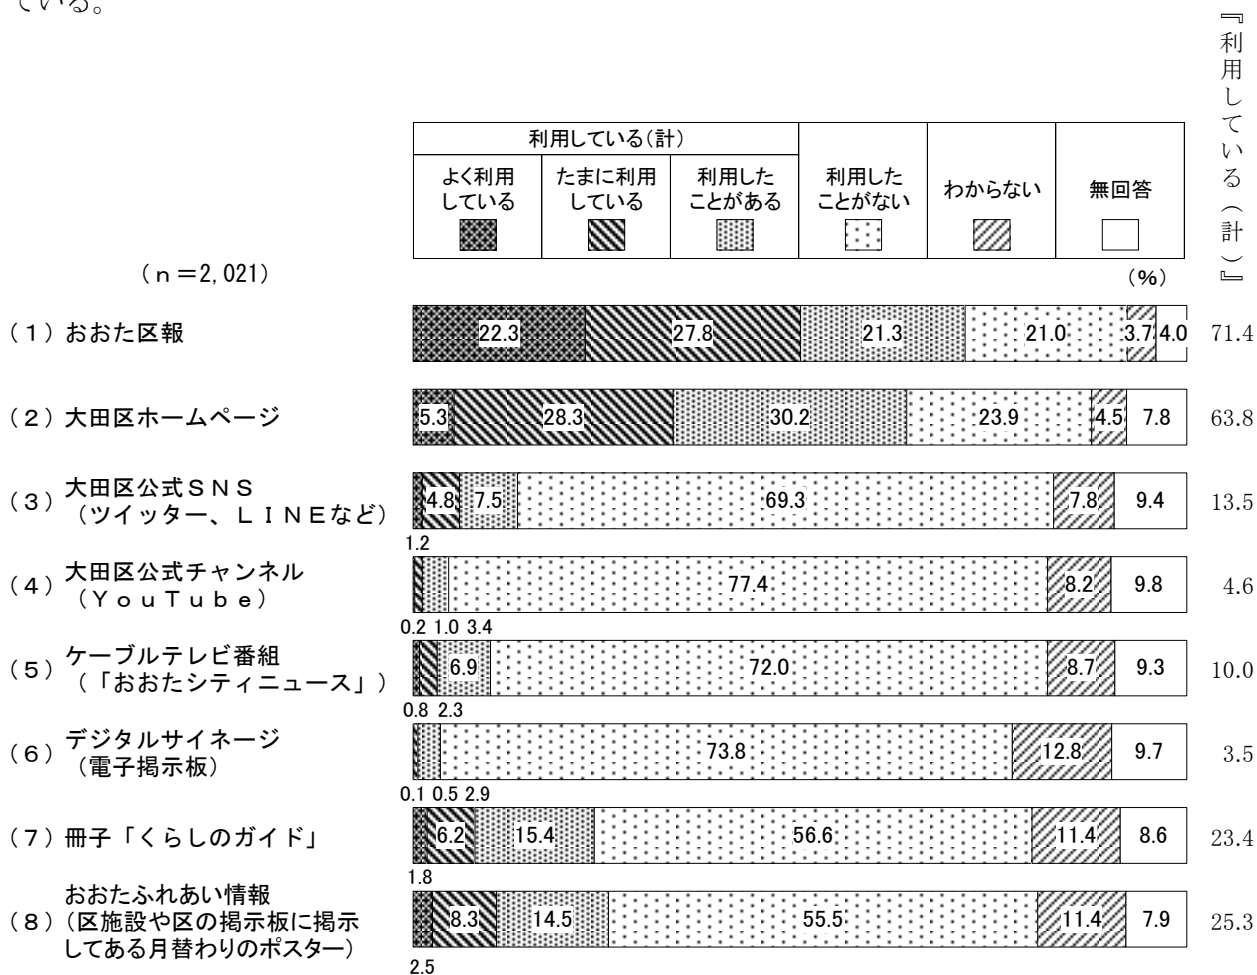 ている。
『利用している（計）』
利用している（計）
よく利用
している
たまに利用
している
利用した
ことがある
利用した
ことがない
わからない
無回答
（ｎ＝2,021）
（％）
（１）おおた区報 22.3 27.8 21.3 21.0 3.7 4.0 71.4
（２）大田区ホームページ 5.3 28.3 30.2 23.9 4.5 7.8 63.8
（３）大田区公式ＳＮＳ
（ツイッター、ＬＩＮＥなど）
4.8 7.5 69.3 7.8 9.4 13.5
1.2
（４）大田区公式チャンネル
（ＹｏｕＴｕｂｅ）
77.4 8.2 9.8 4.6
0.2 1.0 3.4
（５）ケーブルテレビ番組
（「おおたシティニュース」）
6.9 72.0 8.7 9.3 10.0
0.8 2.3
（６）デジタルサイネージ
（電子掲示板）
73.8 12.8 9.7 3.5
0.1 0.5 2.9
（７）冊子「くらしのガイド」 6.2 15.4 56.6 11.4 8.6 23.4
1.8
おおたふれあい情報
（８）（区施設や区の掲示板に掲示
してある月替わりのポスター）
8.3 14.5 55.5 11.4 7.9 25.3
2.5